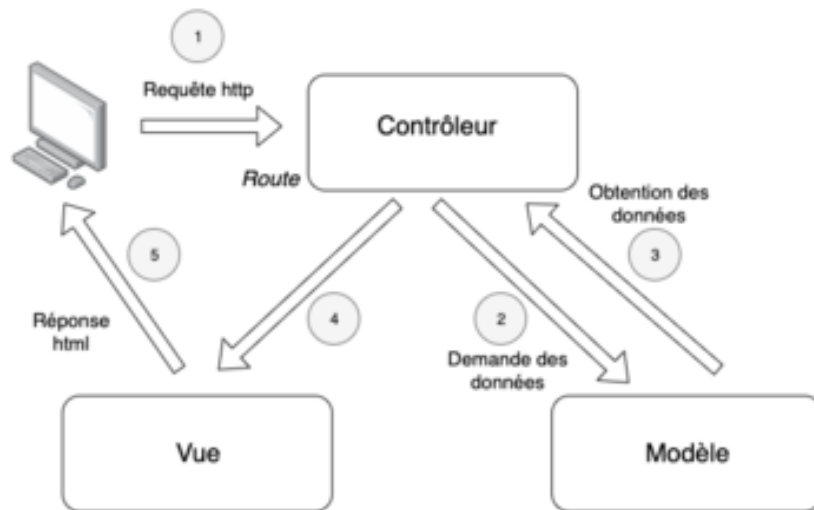 1
Requête http
Contrôleur
Route
Obtention des
données
3
5
Réponse
html
4
2
Demande des
données
Vue
Modèle